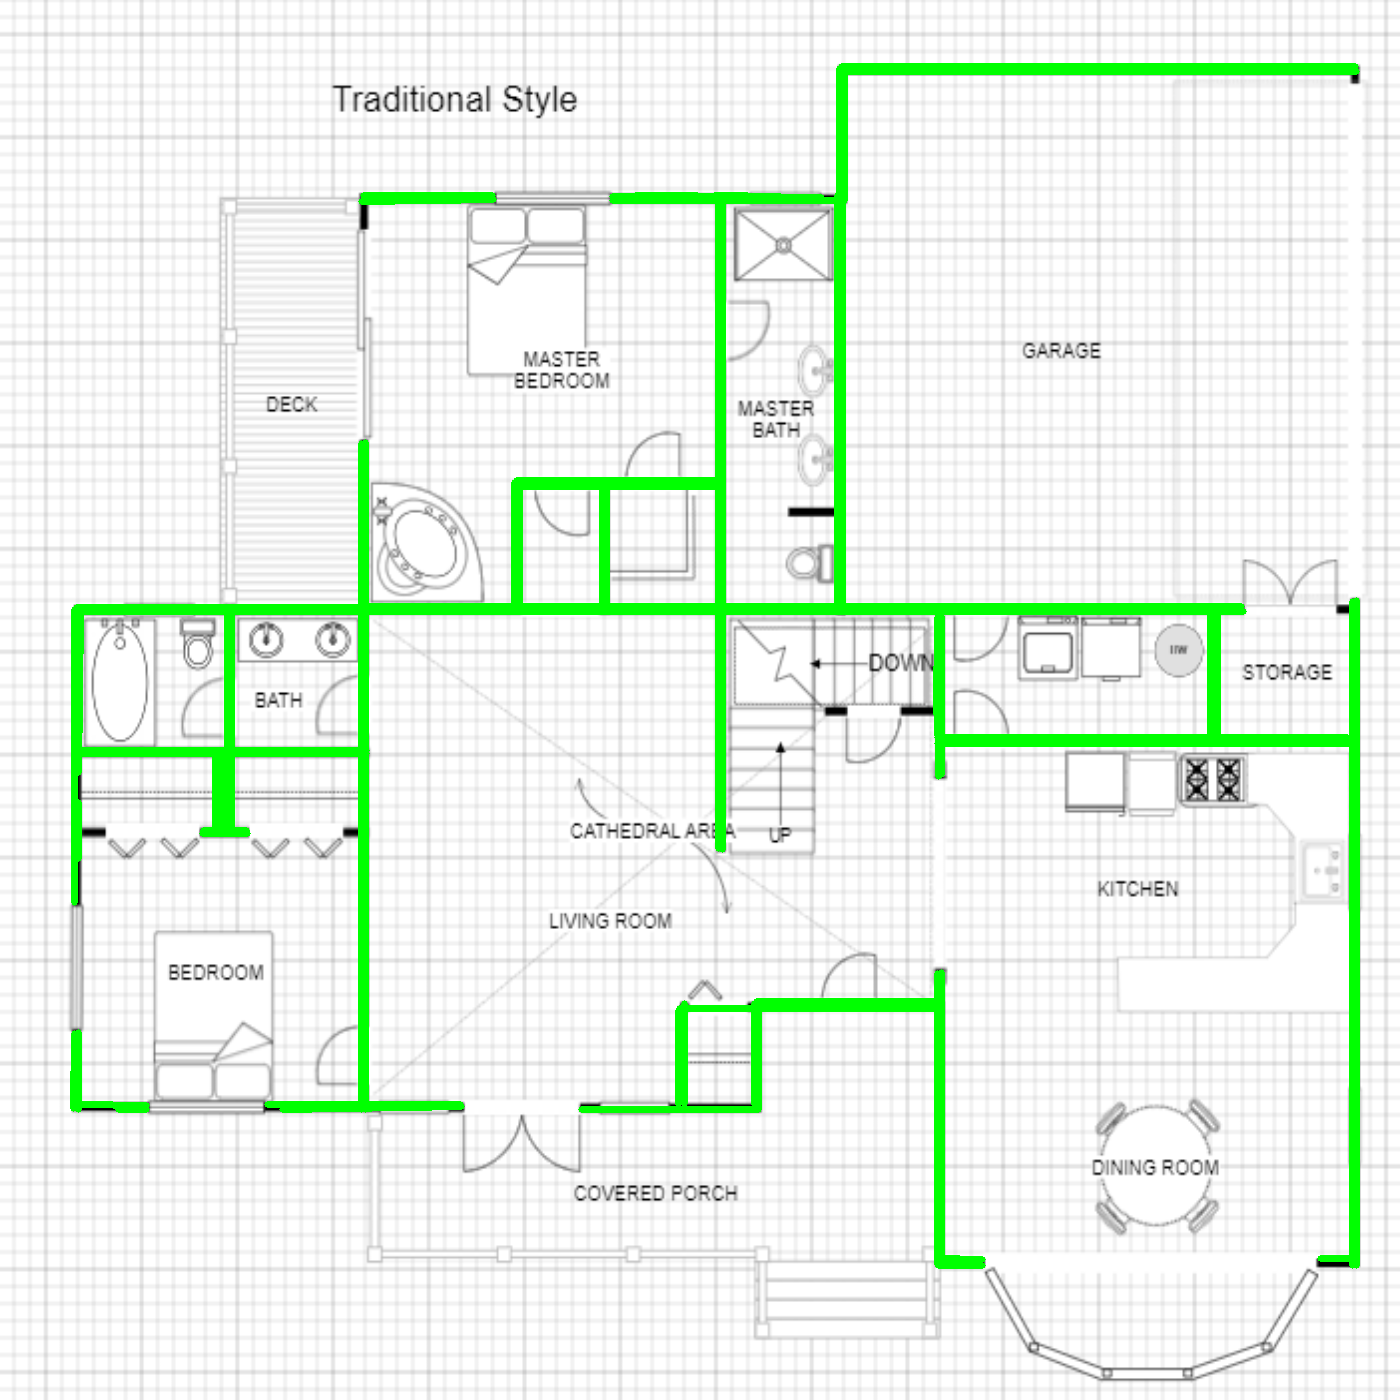 Traditional Style
GARAGE
MASTER
BEDROOM
DECK
MASTER
BATH
DOWN
HW
STORAGE
BATH
CATHEDRAL AREA
UP
KITCHEN
LIVING ROOM
BEDROOM
DINING ROOM
COVERED PORCH